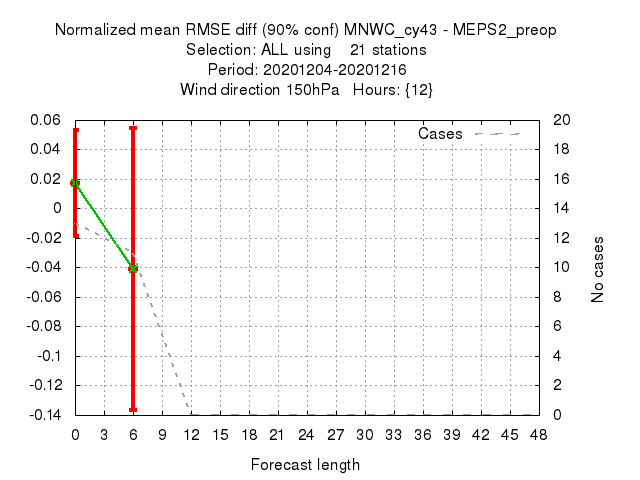 Normalized mean RMSE diff (90% conf) MNWC_cy43 - MEPS2_preop
Selection: ALL using 21 stations
Period: 20201204-20201216
Wind direction 150hPa Hours: {12}
0.06
0.04
0.02
0
-0.02
-0.04
-0.06
-0.08
-0.1
-0.12
-0.14
Cases
20
18
16
14
12
10
8
6
4
2
0
No cases
0 3 6 9 12 15 18 21 24 27 30 33 36 39 42 45 48
Forecast length